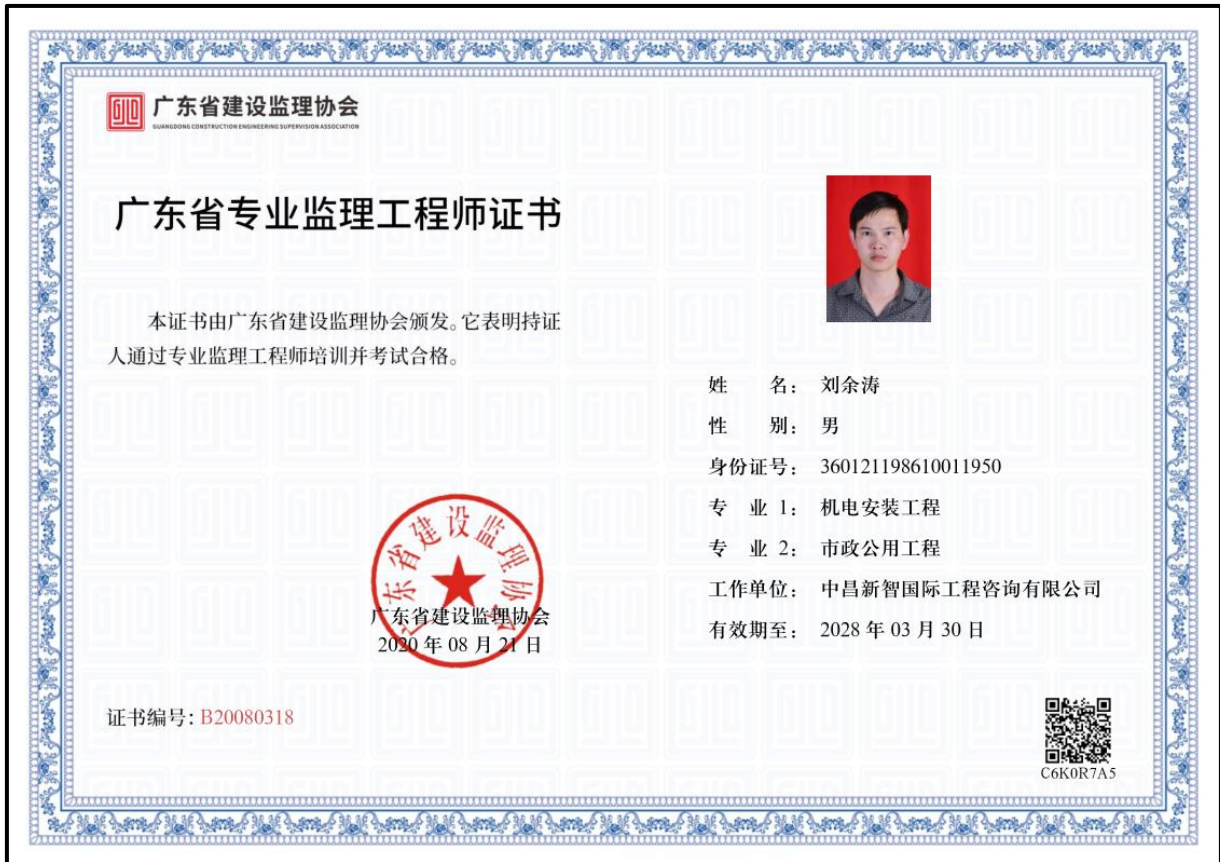 广东省建设监理协会
GUANGDONG CONSTRUCTION ENGINEERING SUPERVISION ASSOCIATION
广东省专业监理工程师证书
本证书由广东省建设监理协会颁发。它表明持证
人通过专业监理工程师培训并考试合格。
姓 名： 刘余涛
性 别： 男
身份证号： 360121198610011950
专 业 1： 机电安装工程
专 业 2： 市政公用工程
工作单位： 中昌新智国际工程咨询有限公司
有效期至： 2028 年 03 月 30 日
广东省建设监理协会
广东省建设监理协会
2020 年 08 月 21 日
证书编号：B20080318
C6K0R7A5